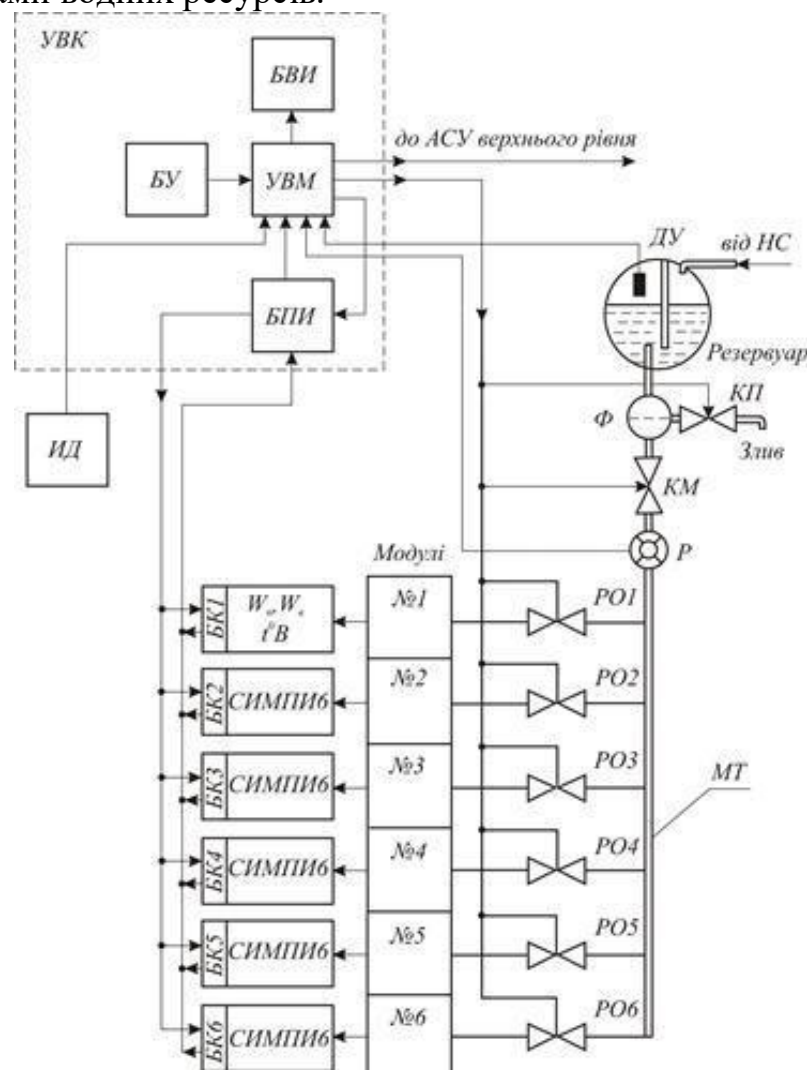 ами водних ресурсів.
УВК
БВИ
до АСУ верхнього рівня
БУ
УВМ
ДУ
від НС
БПИ
Резервуар
КП
Ф
Злив
ИД
КМ
Модулі
Р
БК1
t°В
№1
РО1
БК2
СИМПИ6
№2
РО2
БК3
СИМПИ6
№3
РО3
МТ
БК4
СИМПИ6
№4
РО4
БК5
СИМПИ6
№5
РО5
БК6
СИМПИ6
№6
РО6